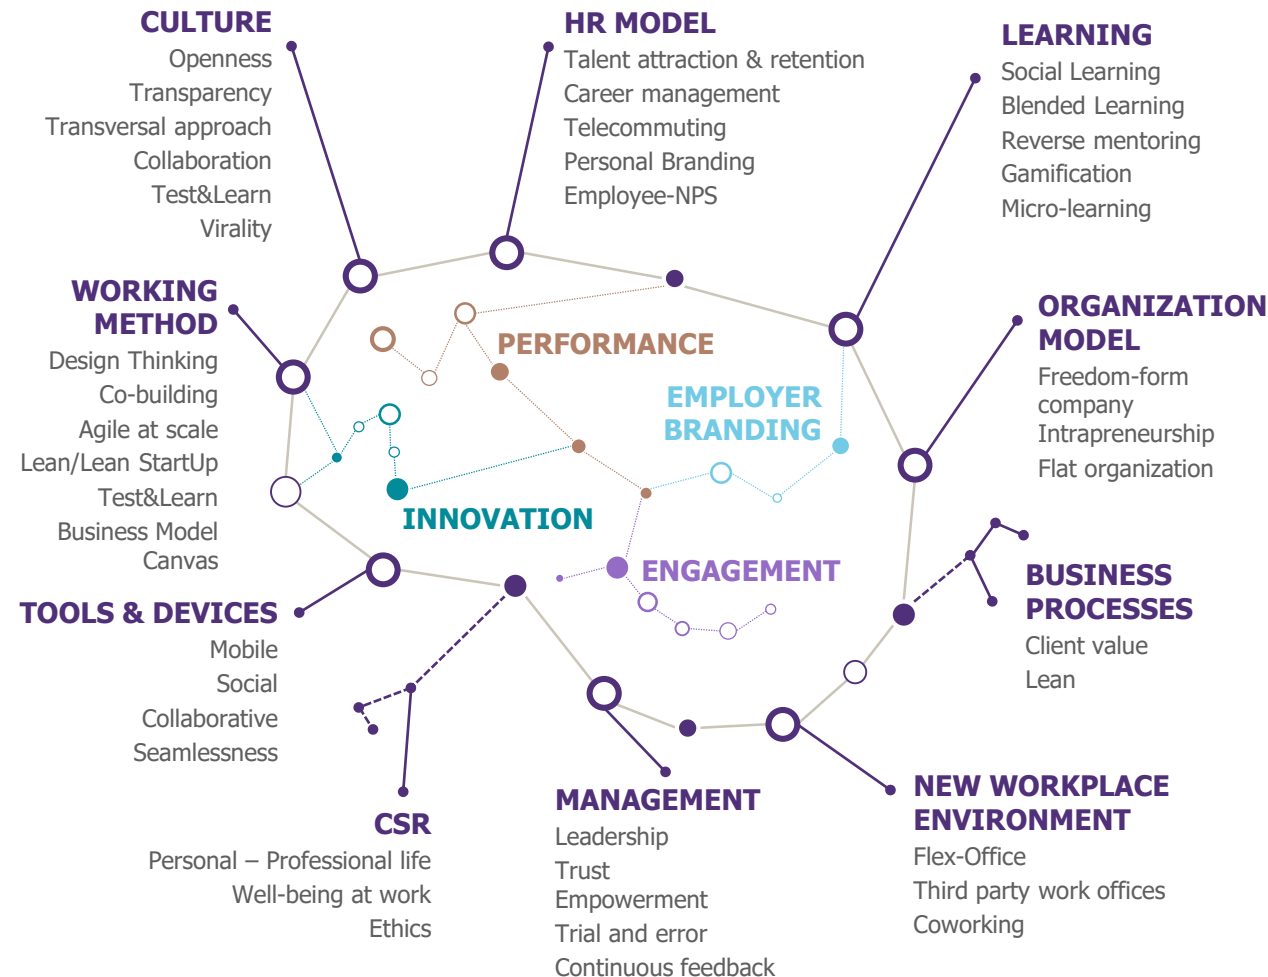 CULTURE
Openness
Transparency
Transversal approach
Collaboration
Test&Learn
Virality
HR MODEL
Talent attraction & retention
Career management
Telecommuting
Personal Branding
Employee-NPS
LEARNING
Social Learning
Blended Learning
Reverse mentoring
Gamification
Micro-learning
WORKING
METHOD
Design Thinking
Co-building
Agile at scale
Lean/Lean StartUp
Test&Learn
Business Model
Canvas
PERFORMANCE
EMPLOYER
BRANDING
INNOVATION
ENGAGEMENT
ORGANIZATION
MODEL
Freedom-form
company
Intrapreneurship
Flat organization
BUSINESS
PROCESSES
Client value
Lean
TOOLS & DEVICES
Mobile
Social
Collaborative
Seamlessness
CSR
Personal – Professional life
Well-being at work
Ethics
MANAGEMENT
Leadership
Trust
Empowerment
Trial and error
Continuous feedback
NEW WORKPLACE
ENVIRONMENT
Flex-Office
Third party work offices
Coworking